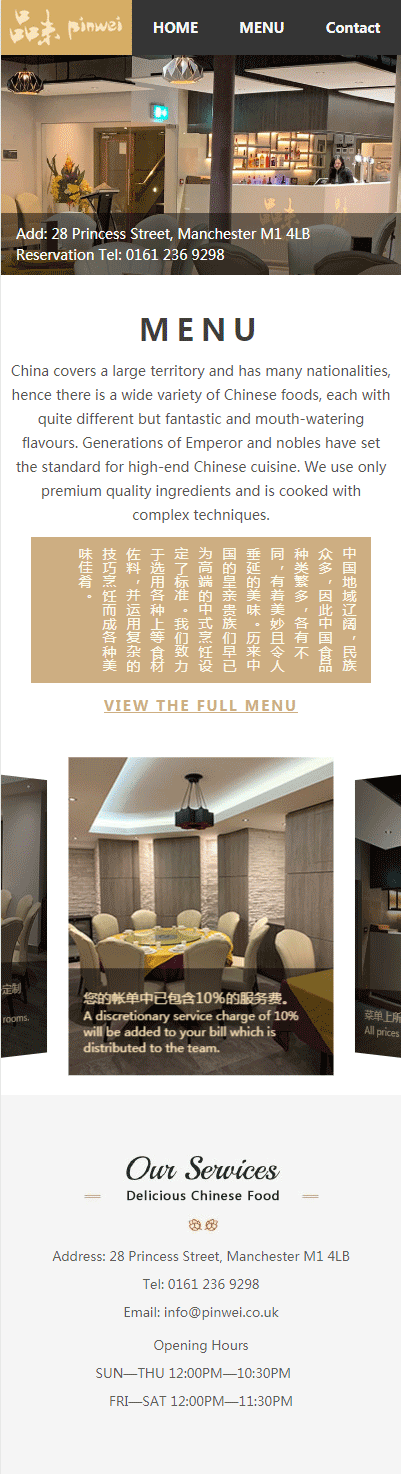 品味 pinwei HOME MENU Contact
Add: 28 Princess Street, Manchester M1 4LB
Reservation Tel: 0161 236 9298
MENU
China covers a large territory and has many nationalities,
hence there is a wide variety of Chinese foods, each with
quite different but fantastic and mouth-watering
flavours. Generations of Emperor and nobles have set
the standard for high-end Chinese cuisine. We use only
premium quality ingredients and is cooked with
complex techniques.
中国地域辽阔，民族
众多，因此中国食品
种类繁多，各有不
同，有着美妙且令人
垂延的美味。历来中
国的皇亲贵族们早已
为高端的中式烹饪设
定了标准。我们致力
于选用各种上等食材
佐料，并运用复杂的
技巧烹饪而成各种美
味佳肴。
VIEW THE FULL MENU
定制
rooms.
您的帐单中已包含10%的服务费。
A discretionary service charge of 10%
will be added to your bill which is
distributed to the team.
菜单上所
All prices
Our Services
Delicious Chinese Food
Address: 28 Princess Street, Manchester M1 4LB
Tel: 0161 236 9298
Email: info@pinwei.co.uk
Opening Hours
SUN—THU 12:00PM—10:30PM
FRI—SAT 12:00PM—11:30PM